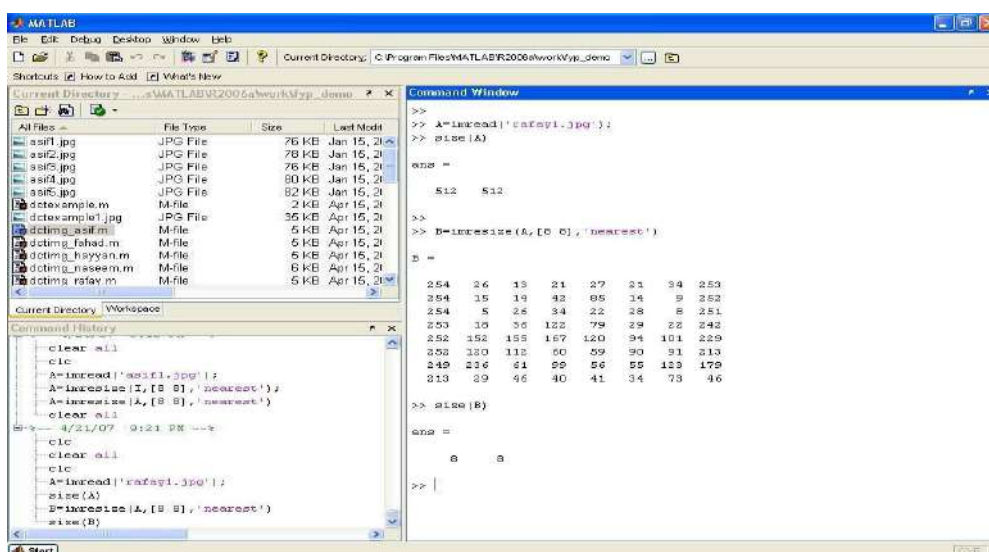 MATLAB
File Edit Debug Desktop Window Help
Current Directory: C:\Program Files\MATLAB\R2006a\work\fyp_demo
Shortcuts How to Add What's New
Current Directory - ...s\MATLAB\R2006a\work\fyp_demo
All Files File Type Size Last Modifi
asif1.jpg JPG File 76 KB Jan 15, 2
asif2.jpg JPG File 78 KB Jan 15, 2
asif3.jpg JPG File 76 KB Jan 15, 2
asif4.jpg JPG File 80 KB Jan 15, 2
asif5.jpg JPG File 82 KB Jan 15, 2
dctexample.m M-file 2 KB Apr 15, 2
dctexample1.jpg JPG File 35 KB Apr 15, 2
dctimg_asif.m M-file 5 KB Apr 15, 2
dctimg_fahad.m M-file 5 KB Apr 15, 2
dctimg_hayyan.m M-file 5 KB Apr 15, 2
dctimg_naseem.m M-file 6 KB Apr 15, 2
dctimg_rafay.m M-file 5 KB Apr 15, 2
Current Directory Workspace
Command History
clear all
clc
A=imread('asif1.jpg');
A=imresize(I,[8 8],'nearest');
A=imresize(A,[8 8],'nearest')
clear all
%-- 4/21/07 9:21 PM --%
clc
clear all
clc
A=imread('rafay1.jpg');
size(A)
B=imresize(A,[8 8],'nearest')
size(B)
Start
Command Window
>>
>> A=imread('rafay1.jpg');
>> size(A)
ans =
512 512
>>
>> B=imresize(A,[8 8],'nearest')
B =
254 26 13 21 27 21 34 253
254 15 19 42 85 14 9 252
254 5 26 34 22 28 8 251
253 18 56 122 79 29 22 242
252 152 155 167 120 94 101 229
252 120 112 60 59 90 91 213
249 236 61 99 56 55 123 179
213 29 46 40 41 34 73 46
>> size(B)
ans =
8 8
>>